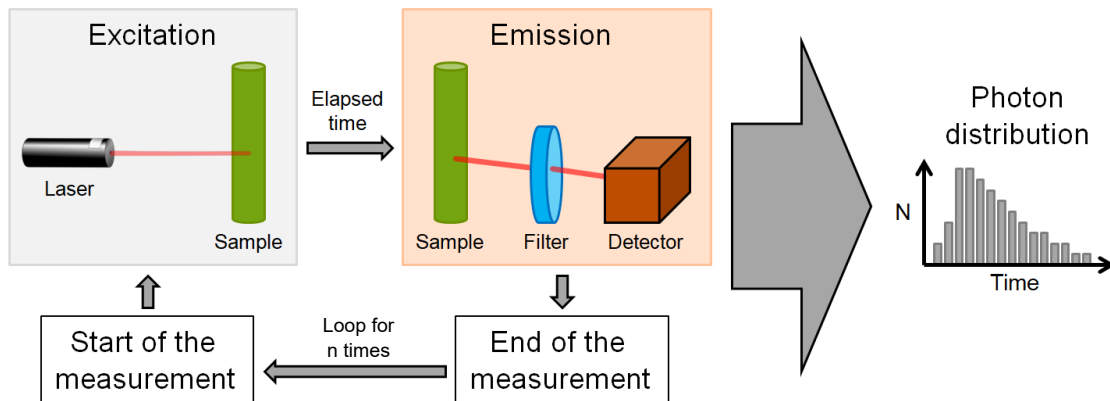 Excitation
Sample
Laser
Elapsed
time
Emission
Sample
Filter
Detector
Photon
distribution
N
Time
Start of the
measurement
Loop for
n times
End of the
measurement